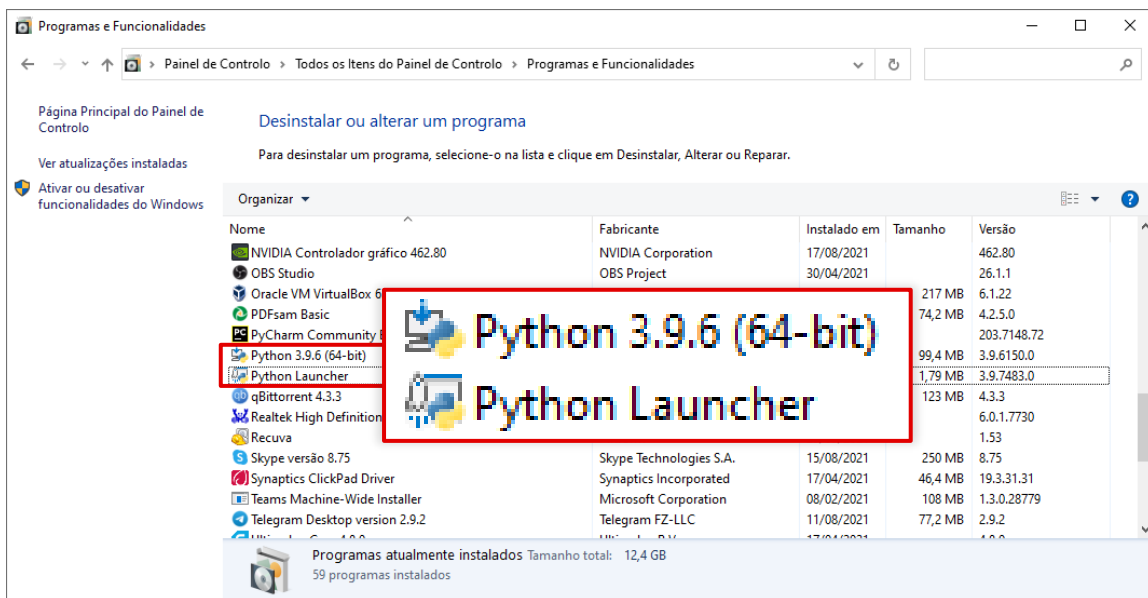 Programas e Funcionalidades
Painel de Controlo > Todos os Itens do Painel de Controlo > Programas e Funcionalidades
Página Principal do Painel de
Controlo
Ver atualizações instaladas
Ativar ou desativar
funcionalidades do Windows
Desinstalar ou alterar um programa
Para desinstalar um programa, selecione-o na lista e clique em Desinstalar, Alterar ou Reparar.
Organizar
Nome Fabricante Instalado em Tamanho Versão
NVIDIA Controlador gráfico 462.80 NVIDIA Corporation 17/08/2021 462.80
OBS Studio OBS Project 30/04/2021 26.1.1
Oracle VM VirtualBox 6 217 MB 6.1.22
PDFsam Basic 74,2 MB 4.2.5.0
PyCharm Community 203.7148.72
Python 3.9.6 (64-bit) 99,4 MB 3.9.6150.0
Python Launcher 1,79 MB 3.9.7483.0
qBittorrent 4.3.3 123 MB 4.3.3
Realtek High Definition 6.0.1.7730
Recuva 1.53
Skype versão 8.75 Skype Technologies S.A. 15/08/2021 250 MB 8.75
Synaptics ClickPad Driver Synaptics Incorporated 17/04/2021 46,4 MB 19.3.31.31
Teams Machine-Wide Installer Microsoft Corporation 08/02/2021 108 MB 1.3.0.28779
Telegram Desktop version 2.9.2 Telegram FZ-LLC 11/08/2021 77,2 MB 2.9.2
Python 3.9.6 (64-bit)
Python Launcher
Programas atualmente instalados Tamanho total: 12,4 GB
59 programas instalados